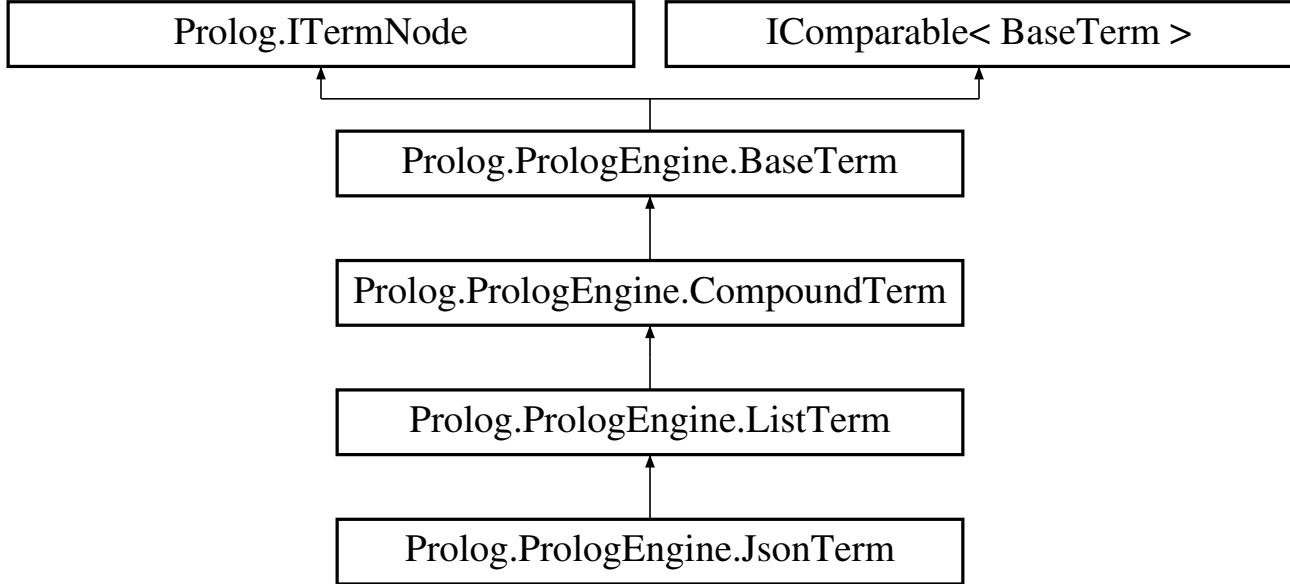 Prolog.ITermNode
IComparable< BaseTerm >
Prolog.PrologEngine.BaseTerm
Prolog.PrologEngine.CompoundTerm
Prolog.PrologEngine.ListTerm
Prolog.PrologEngine.JsonTerm